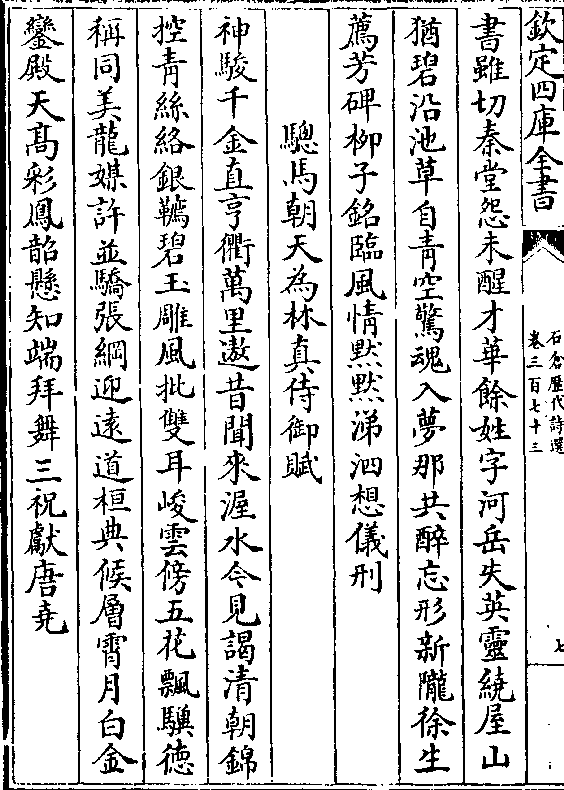 欽定四庫全書
石倉歷代詩選
卷三百七十三
七
書雖切秦堂怨未醒才華餘姓字河岳失英靈繞屋山
猶碧沿池草自青空驚魂入夢那共醉忘形新隴徐生
薦芳碑柳子銘臨風情黙黙涕泗想儀刑
驄馬朝天為林真侍御賦
神駿千金直亨衢萬里遨昔聞來渥水今見謁清朝錦
控青絲絡銀韉碧玉雕風批雙耳峻雲傍五花飄驥德
稱同美龍媒許並驕張綱迎逺道桓典候層霄月白金
鑾殿天髙彩鳳韶懸知端拜舞三祝獻唐堯